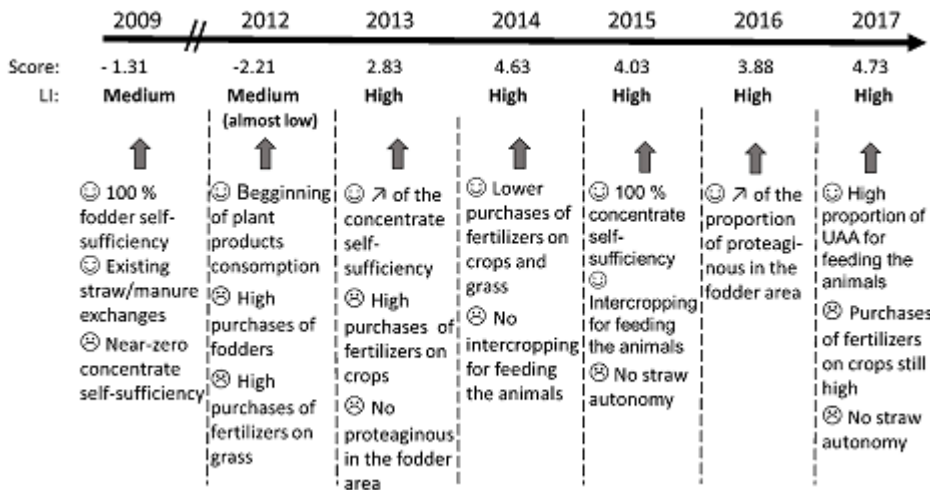 2009 2012 2013 2014 2015 2016 2017
Score: - 1.31 -2.21 2.83 4.63 4.03 3.88 4.73
LI: Medium Medium High High High High High
(almost low)
☺ 100 %
fodder self-
sufficiency
☺ Existing
straw/manure
exchanges
☹ Near-zero
concentrate
self-sufficiency
☺ Begginning
of plant
products
consomption
☹ High
purchases of
fodders
☹ High
purchases of
fertilizers on
grass
☺ ↗ of the
concentrate
self-
sufficiency
☹ High
purchases of
fertilizers on
crops
☹ No
proteaginous
in the fodder
area
☺ Lower
purchases of
fertilizers on
crops and
grass
☹ No
intercropping
for feeding
the animals
☺ 100 %
concentrate
self-
sufficiency
☺
Intercropping
for feeding
the animals
☹ No straw
autonomy
☺ ↗ of the
proportion
of proteagi-
nous in the
fodder area
☺ High
proportion of
UAA for
feeding the
animals
☹ Purchases
of fertilizers
on crops still
high
☹ No straw
autonomy